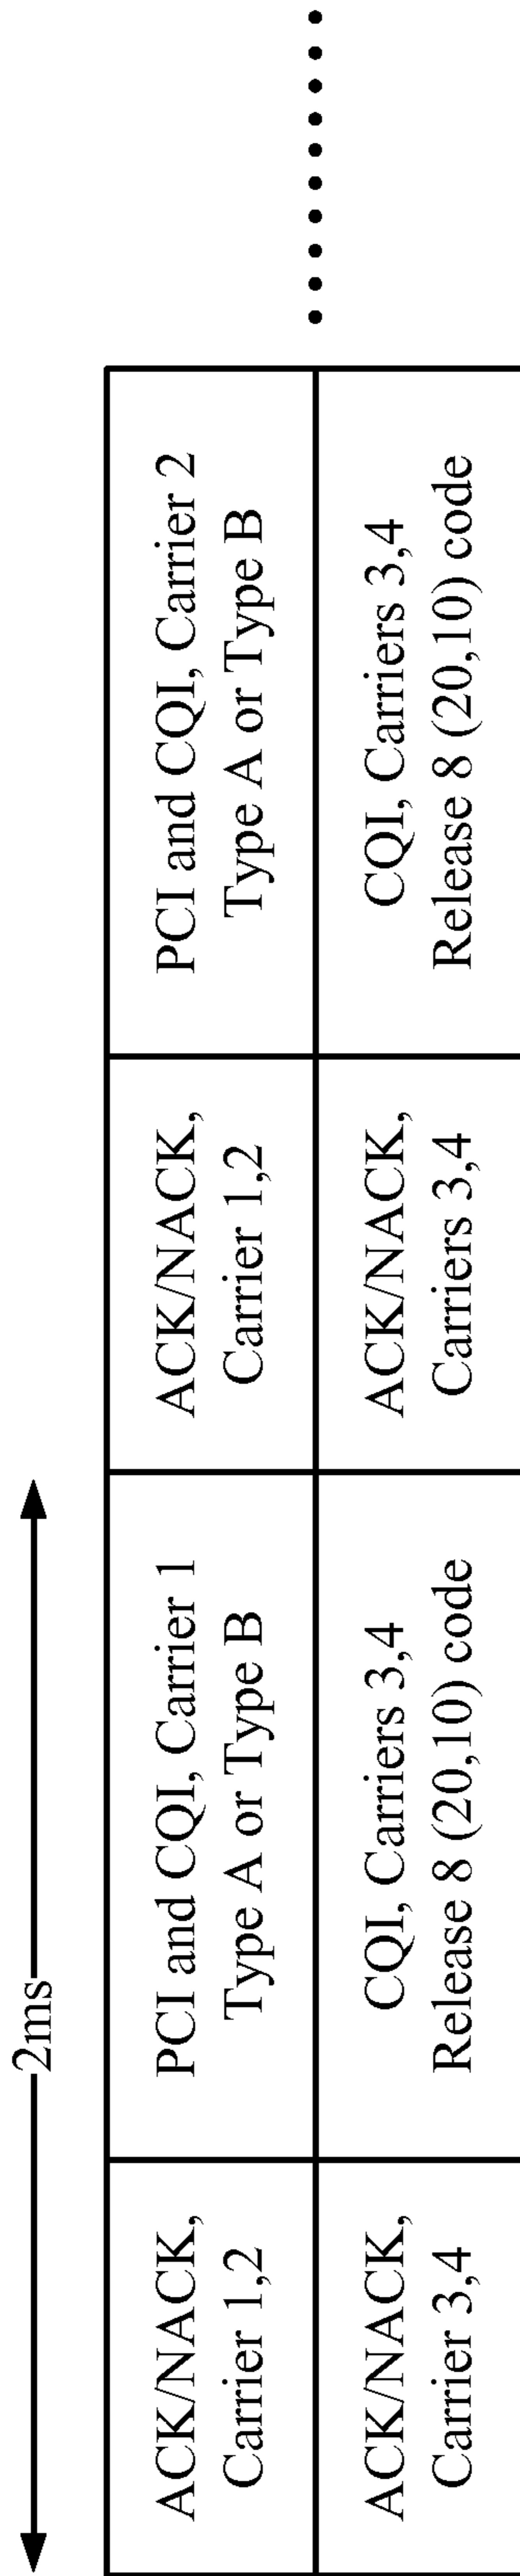 2ms
ACK/NACK,
Carrier 1,2
PCI and CQI, Carrier 1
Type A or Type B
ACK/NACK,
Carrier 1,2
PCI and CQI, Carrier 2
Type A or Type B
ACK/NACK,
Carrier 3,4
CQI, Carriers 3,4
Release 8 (20,10) code
ACK/NACK,
Carriers 3,4
CQI, Carriers 3,4
Release 8 (20,10) code